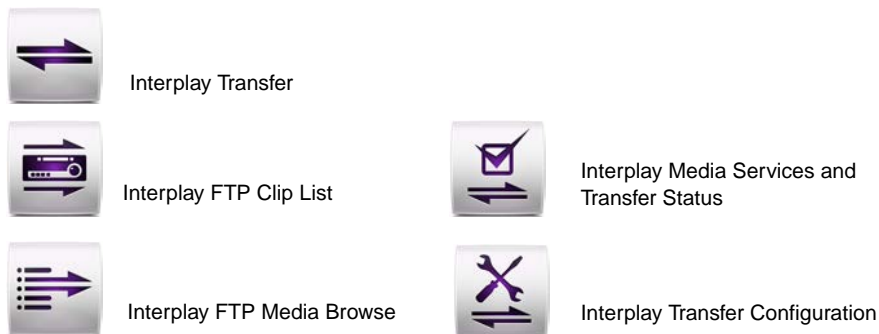 Interplay Transfer
Interplay FTP Clip List
Interplay Media Services and
Transfer Status
Interplay FTP Media Browse
Interplay Transfer Configuration